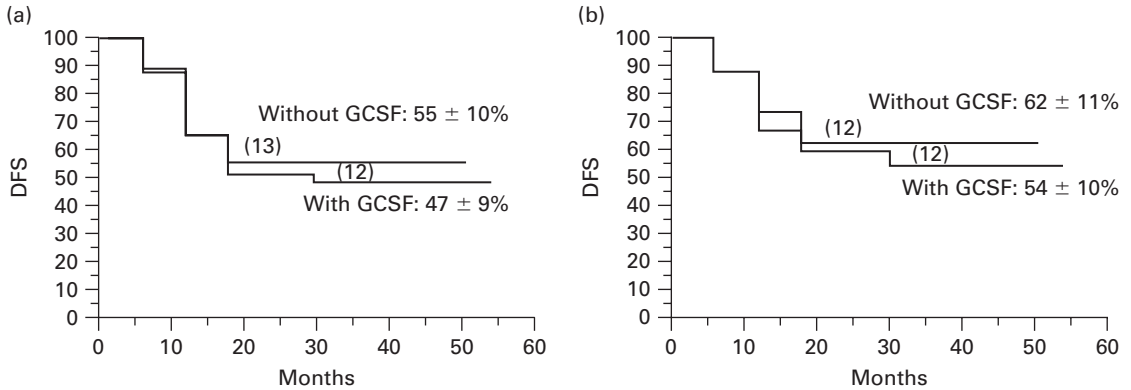 (a)
100
90
80
70
60
50
40
30
20
10
0
DFS
Without GCSF: 55 ± 10%
(13)
(12)
With GCSF: 47 ± 9%
0 10 20 30 40 50 60
Months
(b)
100
90
80
70
60
50
40
30
20
10
0
DFS
Without GCSF: 62 ± 11%
(12)
(12)
With GCSF: 54 ± 10%
0 10 20 30 40 50 60
Months